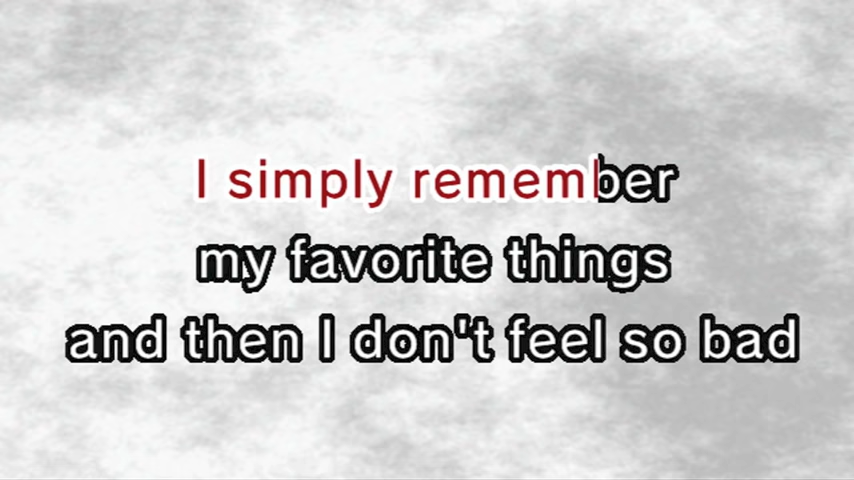 I simply remember
my favorite things
and then I don't feel so bad